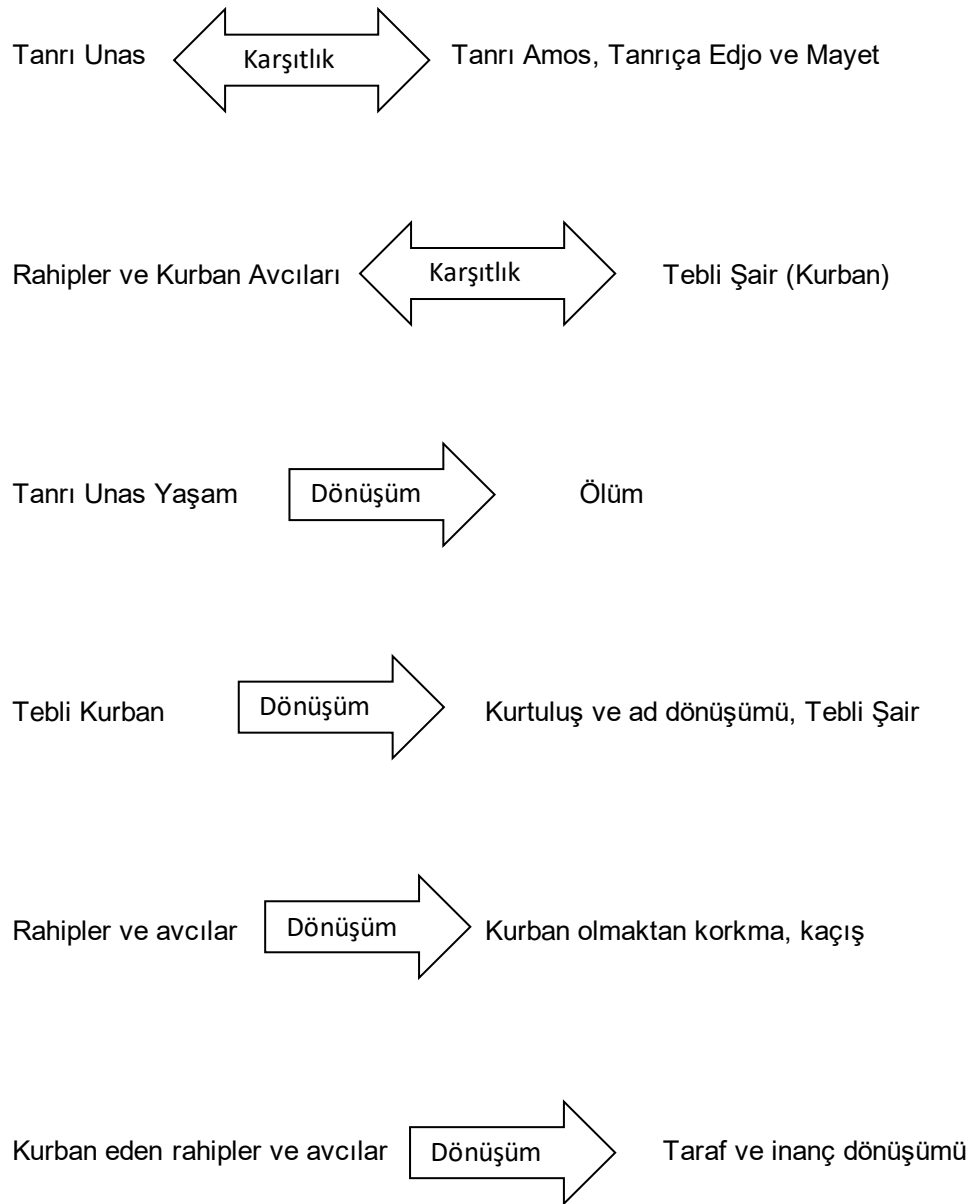 Tanrı Unas Karşıtlık Tanrı Amos, Tanrıça Edjo ve Mayet
Rahipler ve Kurban Avcıları Karşıtlık Tebli Şair (Kurban)
Tanrı Unas Yaşam Dönüşüm Ölüm
Tebli Kurban Dönüşüm Kurtuluş ve ad dönüşümü, Tebli Şair
Rahipler ve avcılar Dönüşüm Kurban olmaktan korkma, kaçış
Kurban eden rahipler ve avcılar Dönüşüm Taraf ve inanç dönüşümü